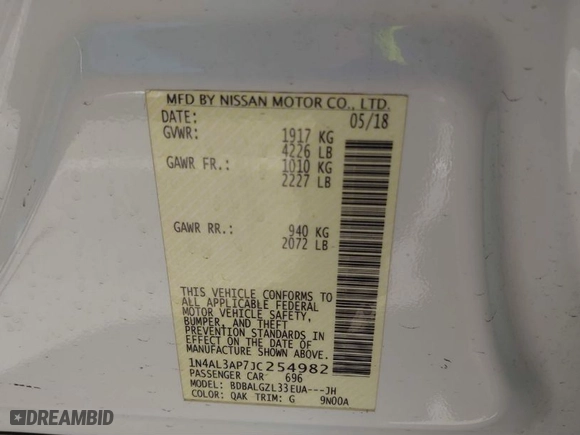 MFD BY NISSAN MOTOR CO., LTD.
DATE: 05/18
GVWR: 1917 KG
4226 LB
GAWR FR.: 1010 KG
2227 LB
GAWR RR.: 940 KG
2072 LB
THIS VEHICLE CONFORMS TO
ALL APPLICABLE FEDERAL
MOTOR VEHICLE SAFETY,
BUMPER, AND THEFT
PREVENTION STANDARDS IN
EFFECT ON THE DATE OF
MANUFACTURE SHOWN ABOVE.
1N4AL3AP7JC254982
PASSENGER CAR 696
MODEL: BDBALGZL33EUA---JH
COLOR: QAK TRIM: G 9N00A
DREAMBID